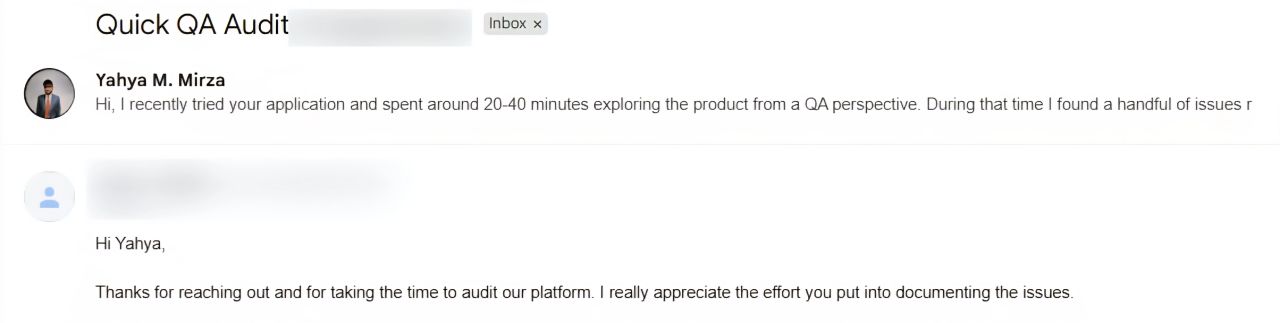 Quick QA Audit
Inbox ×
Yahya M. Mirza
Hi, I recently tried your application and spent around 20-40 minutes exploring the product from a QA perspective. During that time I found a handful of issues r
Hi Yahya,
Thanks for reaching out and for taking the time to audit our platform. I really appreciate the effort you put into documenting the issues.